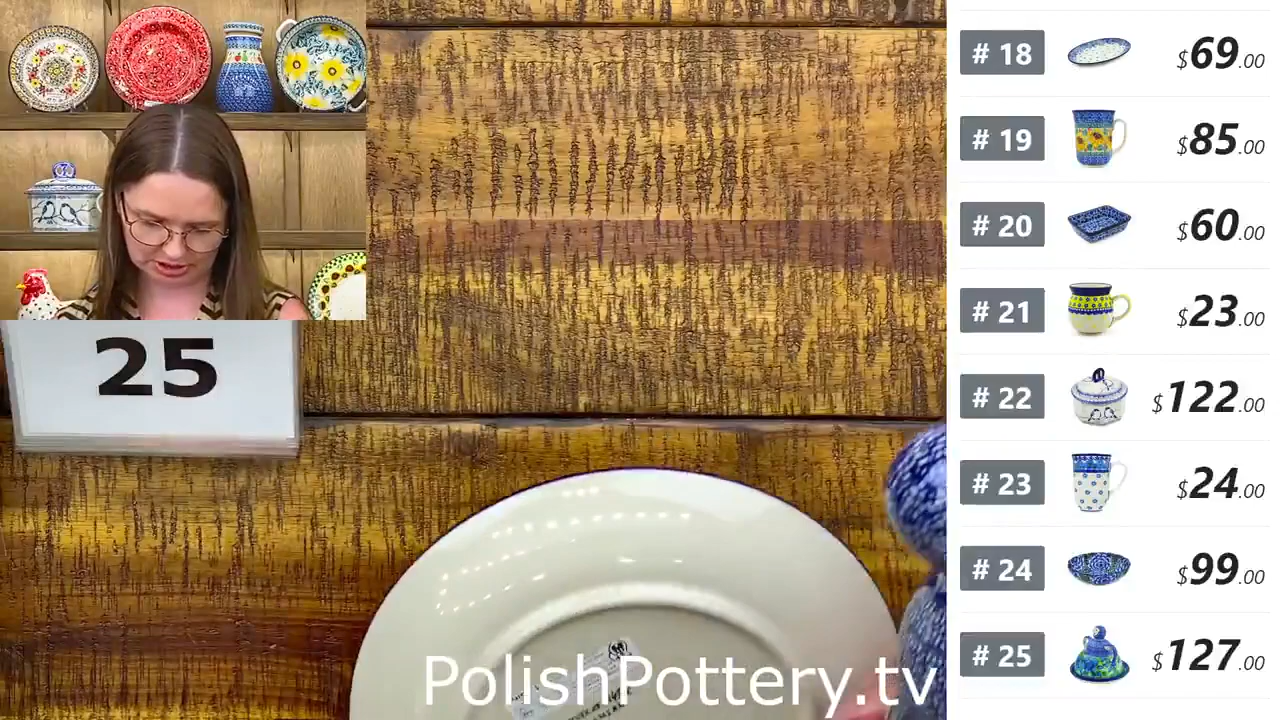 25
PolishPottery.tv
# 18 $69.00
# 19 $85.00
# 20 $60.00
# 21 $23.00
# 22 $122.00
# 23 $24.00
# 24 $99.00
# 25 $127.00